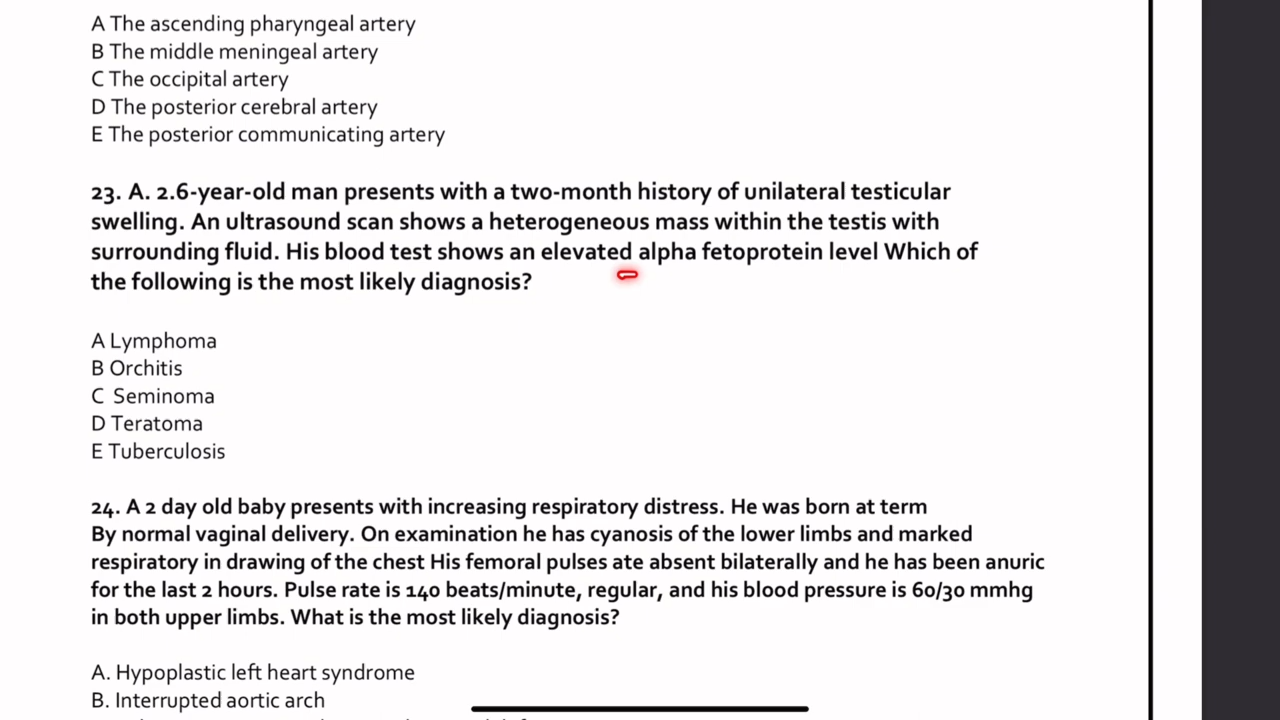 A The ascending pharyngeal artery
B The middle meningeal artery
C The occipital artery
D The posterior cerebral artery
E The posterior communicating artery
23. A. 2.6-year-old man presents with a two-month history of unilateral testicular
swelling. An ultrasound scan shows a heterogeneous mass within the testis with
surrounding fluid. His blood test shows an elevated alpha fetoprotein level Which of
the following is the most likely diagnosis?
A Lymphoma
B Orchitis
C Seminoma
D Teratoma
E Tuberculosis
24. A 2 day old baby presents with increasing respiratory distress. He was born at term
By normal vaginal delivery. On examination he has cyanosis of the lower limbs and marked
respiratory in drawing of the chest His femoral pulses ate absent bilaterally and he has been anuric
for the last 2 hours. Pulse rate is 140 beats/minute, regular, and his blood pressure is 60/30 mmhg
in both upper limbs. What is the most likely diagnosis?
A. Hypoplastic left heart syndrome
B. Interrupted aortic arch